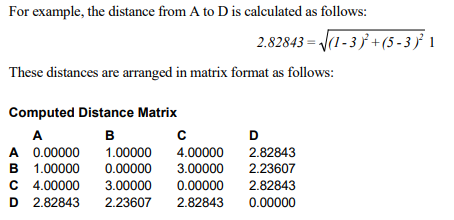 For example, the distance from A to D is calculated as follows:
2.82843 = √(1 - 3)² + (5 - 3)² 1
These distances are arranged in matrix format as follows:
Computed Distance Matrix
A B C D
A 0.00000 1.00000 4.00000 2.82843
B 1.00000 0.00000 3.00000 2.23607
C 4.00000 3.00000 0.00000 2.82843
D 2.82843 2.23607 2.82843 0.00000